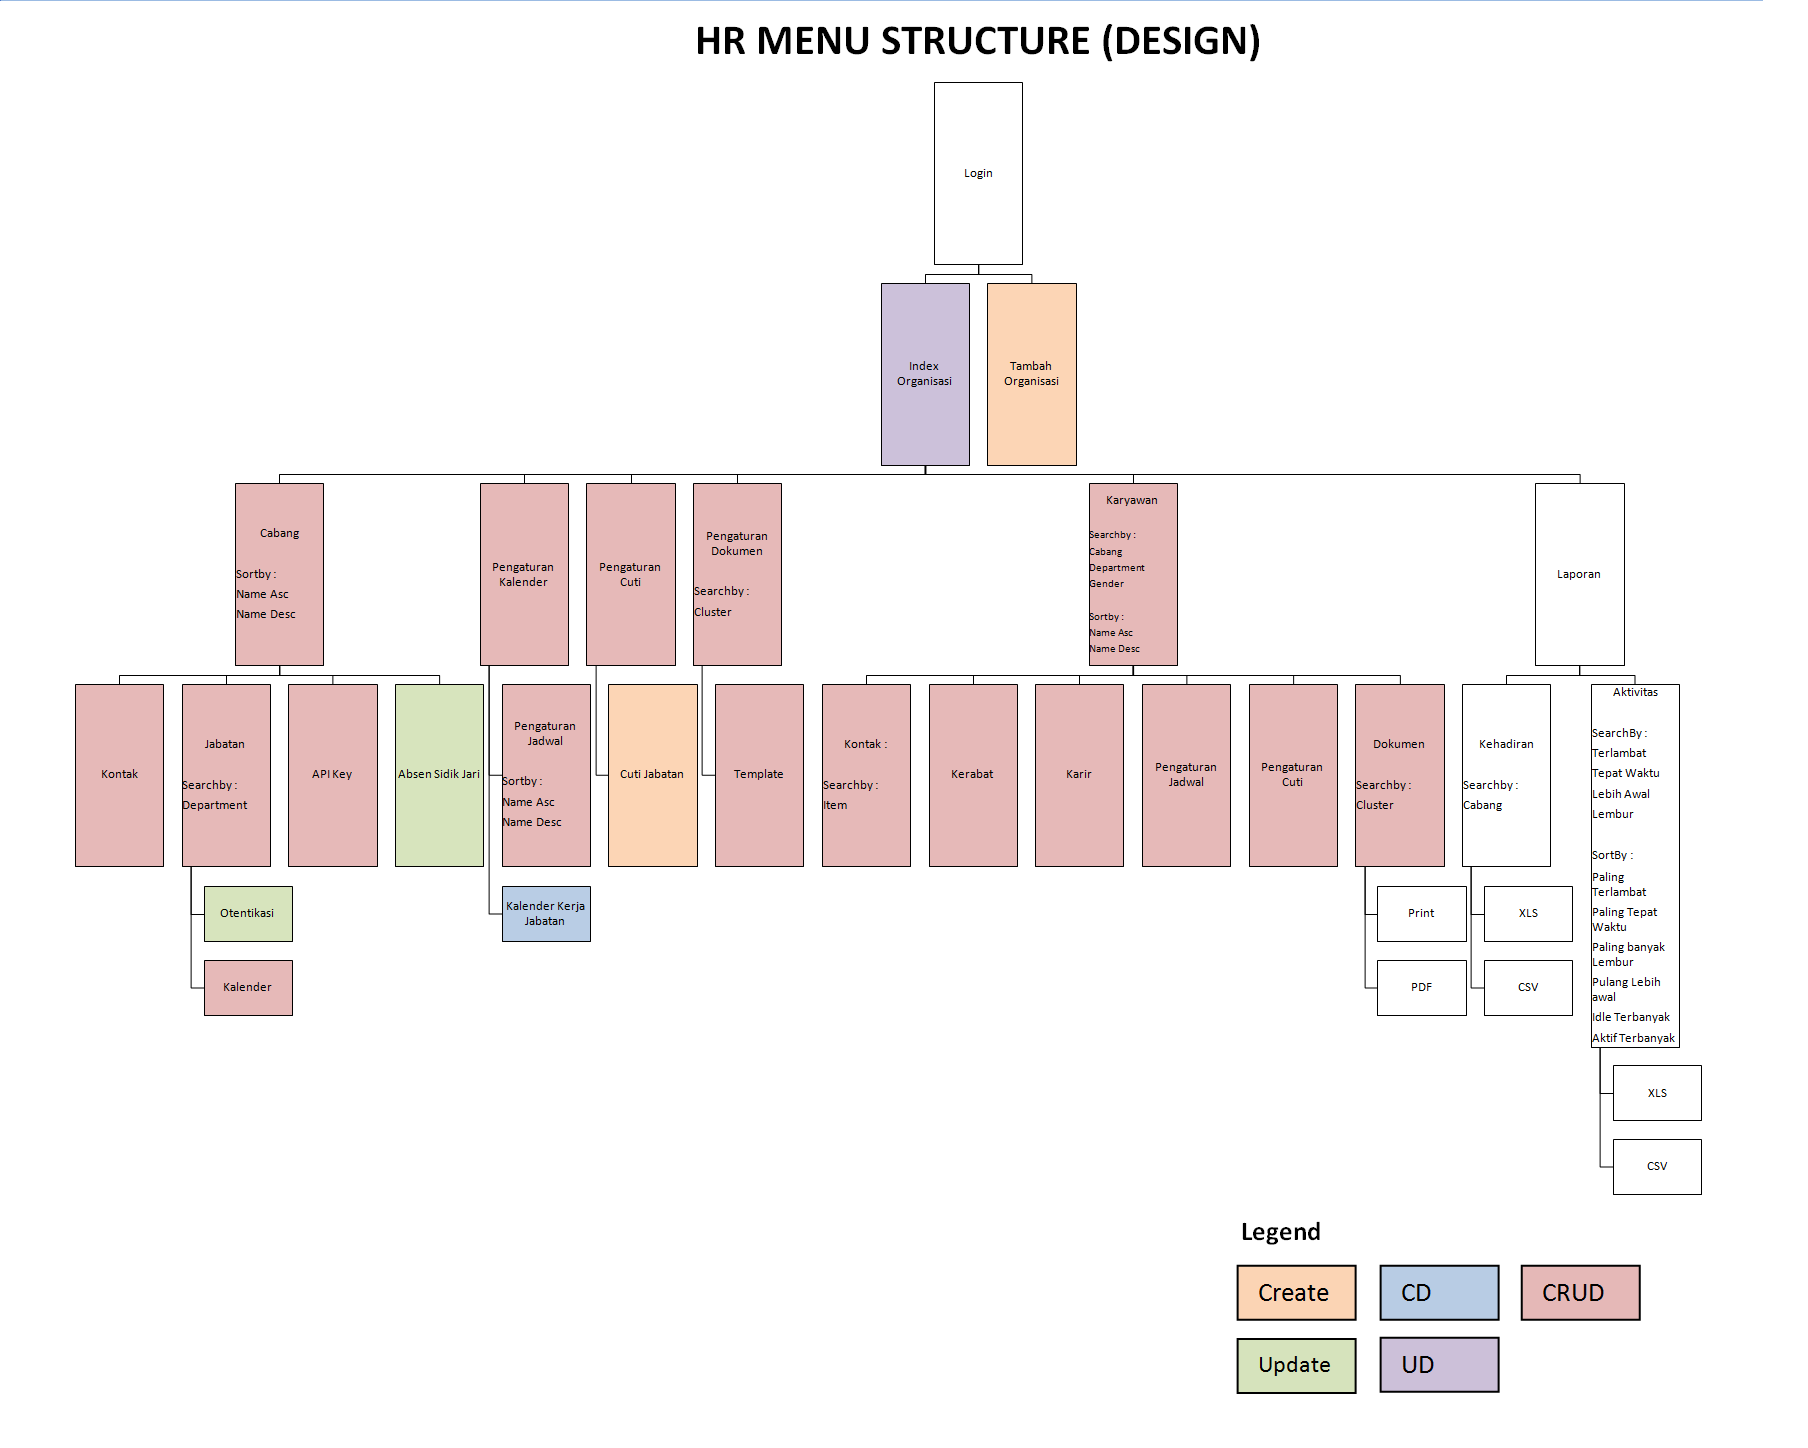 HR MENU STRUCTURE (DESIGN)
Login
Index
Organisasi
Tambah
Organisasi
Cabang
Sortby :
Name Asc
Name Desc
Pengaturan
Kalender
Pengaturan
Cuti
Pengaturan
Dokumen
Searchby :
Cluster
Karyawan
Searchby :
Cabang
Department
Gender
Sortby :
Name Asc
Name Desc
Laporan
Kontak
Jabatan
Searchby :
Department
API Key
Absen Sidik Jari
Pengaturan
Jadwal
Sortby :
Name Asc
Name Desc
Cuti Jabatan
Template
Kontak :
Searchby :
Item
Kerabat
Karir
Pengaturan
Jadwal
Pengaturan
Cuti
Dokumen
Searchby :
Cluster
Kehadiran
Searchby :
Cabang
Aktivitas
SearchBy :
Terlambat
Tepat Waktu
Lebih Awal
Lembur
SortBy :
Paling
Terlambat
Paling Tepat
Waktu
Paling banyak
Lembur
Pulang Lebih
awal
Idle Terbanyak
Aktif Terbanyak
Otentikasi
Kalender
Kalender Kerja
Jabatan
Print
PDF
XLS
CSV
XLS
CSV
Legend
Create
CD
CRUD
Update
UD